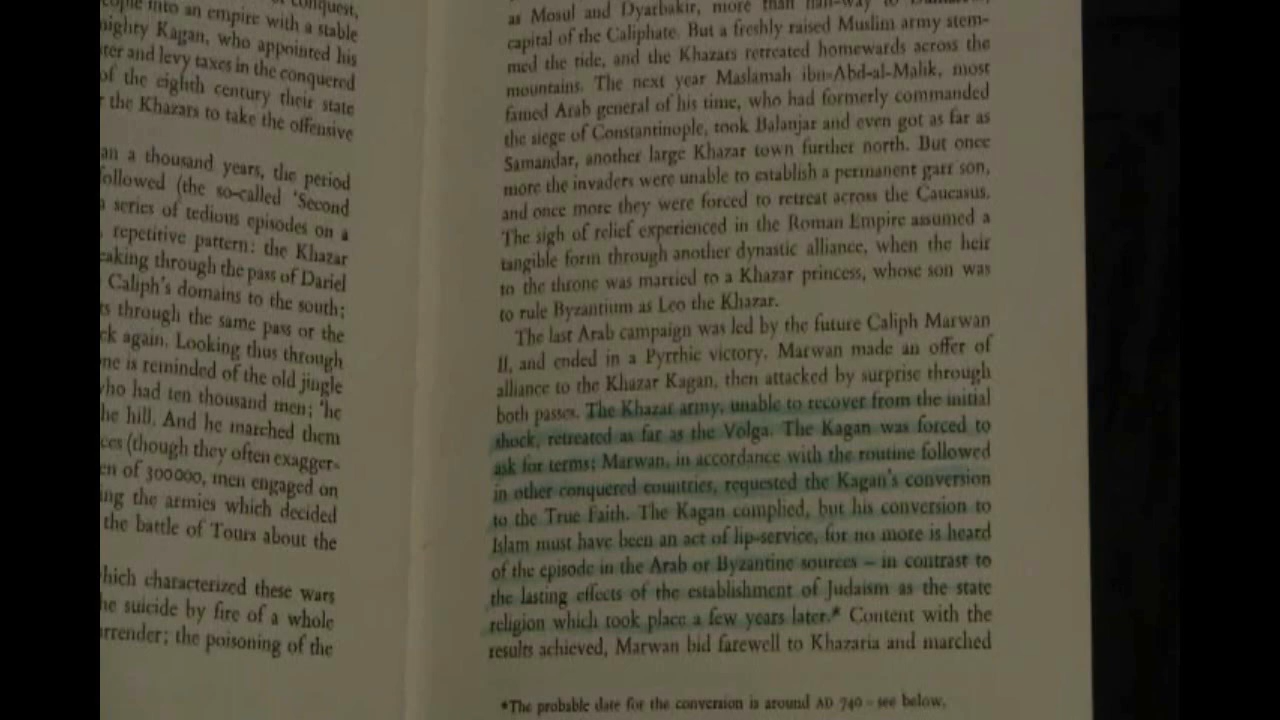 into an empire with a stable
mighty Kagan, who appointed his
and levy taxes in the conquered
of the eighth century their state
the Khazars to take the offensive
an a thousand years, the period
ollowed (the so-called 'Second
a series of tedious episodes on a
repetitive pattern: the Khazar
eaking through the pass of Dariel
Caliph's domains to the south;
ts through the same pass or the
ck again. Looking thus through
ne is reminded of the old jingle
who had ten thousand men; 'he
he hill. And he marched them
ces (though they often exagger-
en of 300000, men engaged on
ng the armies which decided
the battle of Tours about the
which characterized these wars
he suicide by fire of a whole
rrender; the poisoning of the
as Mosul and Dyarbakir, more than half-way to
capital of the Caliphate. But a freshly raised Muslim army stem-
med the tide, and the Khazars retreated homewards across the
mountains. The next year Maslamah ibn-Abd-al-Malik, most
famed Arab general of his time, who had formerly commanded
the siege of Constantinople, took Balanjar and even got as far as
Samandar, another large Khazar town further north. But once
more the invaders were unable to establish a permanent garr son,
and once more they were forced to retreat across the Caucasus.
The sigh of relief experienced in the Roman Empire assumed a
tangible form through another dynastic alliance, when the heir
to the throne was married to a Khazar princess, whose son was
to rule Byzantium as Leo the Khazar.
The last Arab campaign was led by the future Caliph Marwan
II, and ended in a Pyrrhic victory. Marwan made an offer of
alliance to the Khazar Kagan, then attacked by surprise through
both passes. The Khazar army, unable to recover from the initial
shock, retreated as far as the Volga. The Kagan was forced to
ask for terms; Marwan, in accordance with the routine followed
in other conquered countries, requested the Kagan's conversion
to the True Faith. The Kagan complied, but his conversion to
Islam must have been an act of lip-service, for no more is heard
of the episode in the Arab or Byzantine sources – in contrast to
the lasting effects of the establishment of Judaism as the state
religion which took place a few years later.* Content with the
results achieved, Marwan bid farewell to Khazaria and marched
*The probable date for the conversion is around AD 740 – see below.